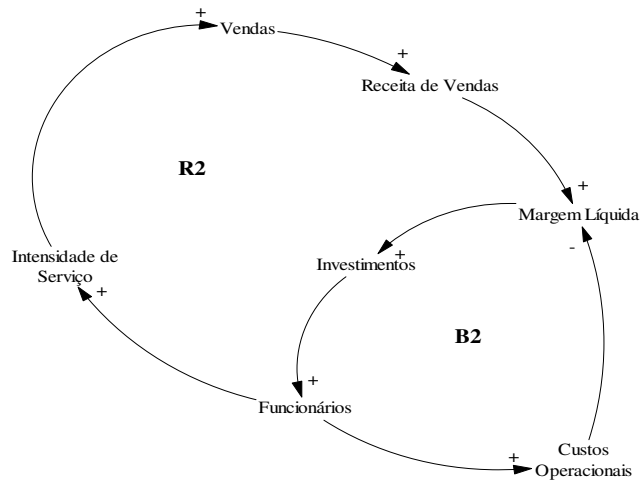 +
Vendas
+
Receita de Vendas
R2
+
Margem Líquida
-
Intensidade de
Serviço
+
Investimentos
+
B2
+
Funcionários
+
Custos
Operacionais